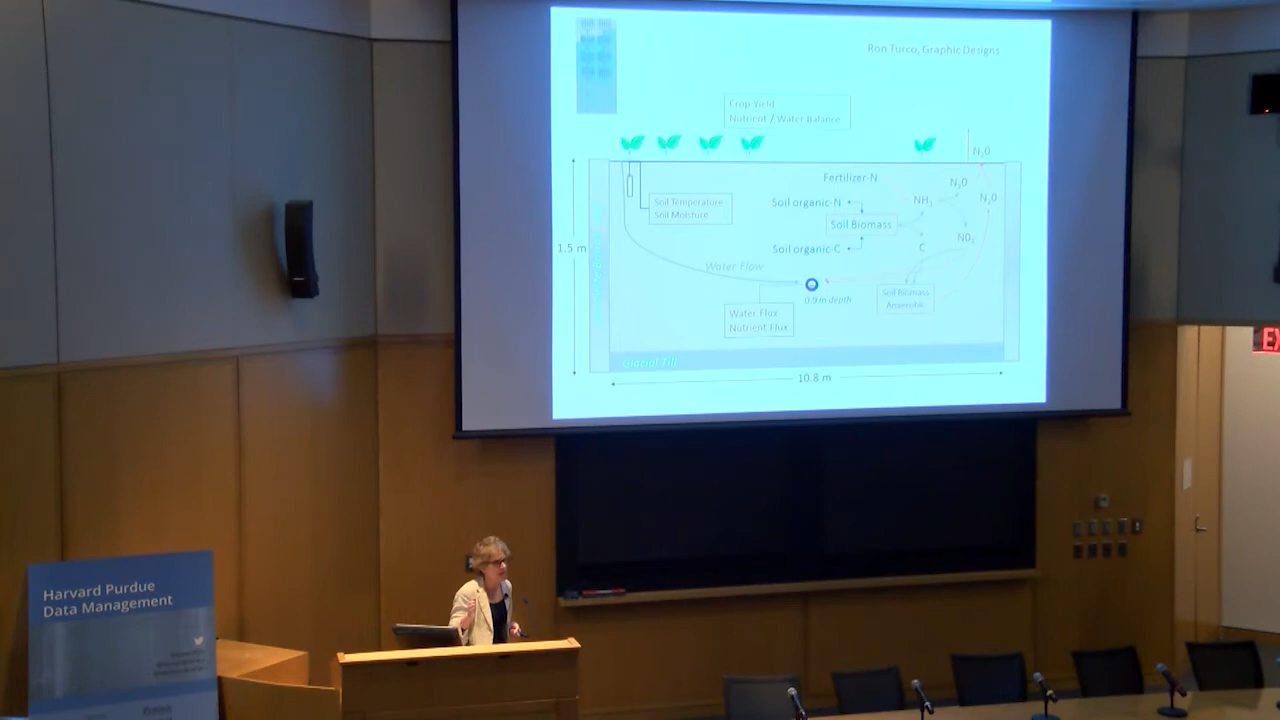 Ron Turco, Graphic Designs
Crop Yield
Nutrient / Water Balance
N₂O
Fertilizer-N
N₂O
Soil Temperature
Soil Moisture
Soil organic-N
NH₃
N₂O
Soil Biomass
1.5 m
Soil organic-C
C
NO₃
Water Flow
0.9 m depth
Soil Biomass
Anaerobic
Water Flux
Nutrient Flux
Glacial Till
10.8 m
EX
Harvard Purdue
Data Management